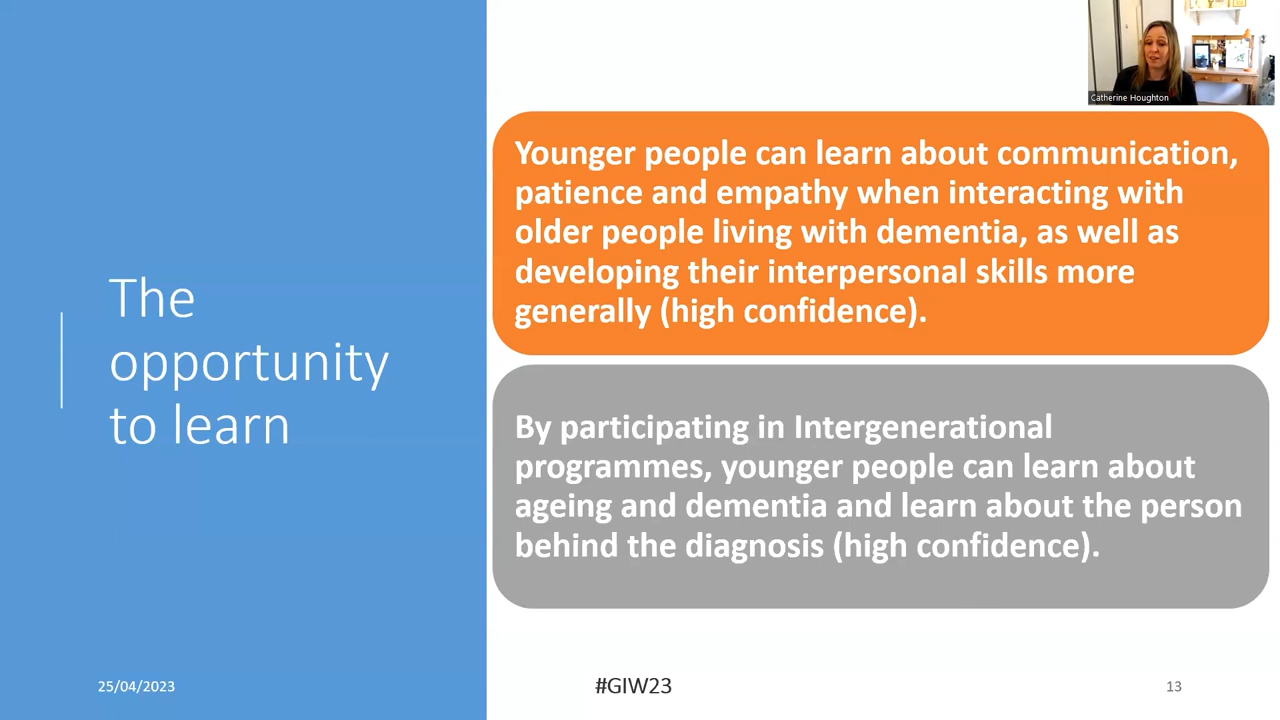 Catherine Houghton
The
opportunity
to learn
Younger people can learn about communication,
patience and empathy when interacting with
older people living with dementia, as well as
developing their interpersonal skills more
generally (high confidence).
By participating in Intergenerational
programmes, younger people can learn about
ageing and dementia and learn about the person
behind the diagnosis (high confidence).
25/04/2023
#GIW23
13